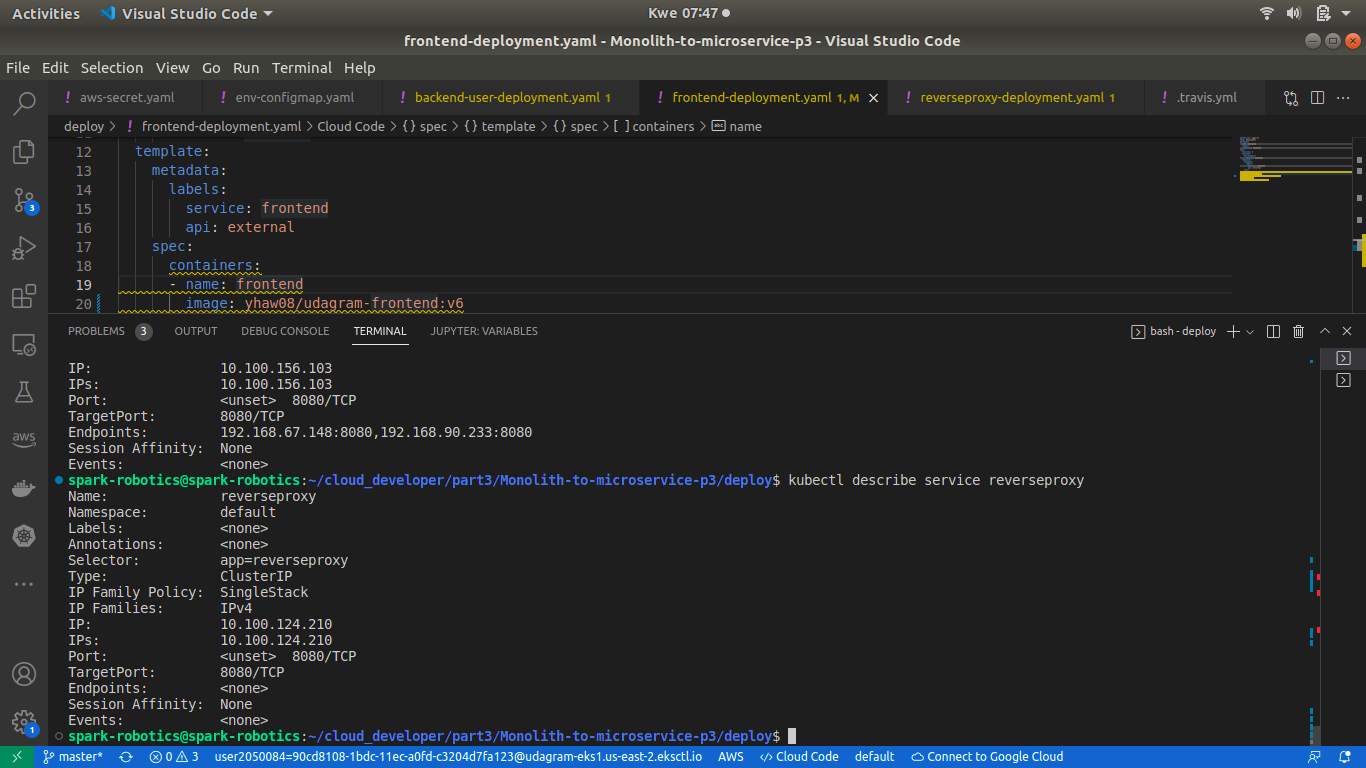 Activities Visual Studio Code Kwe 07:47
frontend-deployment.yaml - Monolith-to-microservice-p3 - Visual Studio Code
File Edit Selection View Go Run Terminal Help
! aws-secret.yaml ! env-configmap.yaml ! backend-user-deployment.yaml 1 ! frontend-deployment.yaml 1, M ! reverseproxy-deployment.yaml 1 ! .travis.yml
deploy > ! frontend-deployment.yaml > Cloud Code > {} spec > {} template > {} spec > [ ] containers > abc name
12 template:
13 metadata:
14 labels:
15 service: frontend
16 api: external
17 spec:
18 containers:
19 - name: frontend
20 image: yhaw08/udagram-frontend:v6
PROBLEMS 3 OUTPUT DEBUG CONSOLE TERMINAL JUPYTER: VARIABLES bash - deploy
IP: 10.100.156.103
IPs: 10.100.156.103
Port: <unset> 8080/TCP
TargetPort: 8080/TCP
Endpoints: 192.168.67.148:8080,192.168.90.233:8080
Session Affinity: None
Events: <none>
spark-robotics@spark-robotics:~/cloud_developer/part3/Monolith-to-microservice-p3/deploy$ kubectl describe service reverseproxy
Name: reverseproxy
Namespace: default
Labels: <none>
Annotations: <none>
Selector: app=reverseproxy
Type: ClusterIP
IP Family Policy: SingleStack
IP Families: IPv4
IP: 10.100.124.210
IPs: 10.100.124.210
Port: <unset> 8080/TCP
TargetPort: 8080/TCP
Endpoints: <none>
Session Affinity: None
Events: <none>
spark-robotics@spark-robotics:~/cloud_developer/part3/Monolith-to-microservice-p3/deploy$
3
aws
1
master* 0 3 user2050084=90cd8108-1bdc-11ec-a0fd-c3204d7fa123@udagram-eks1.us-east-2.eksctl.io AWS </> Cloud Code default Connect to Google Cloud